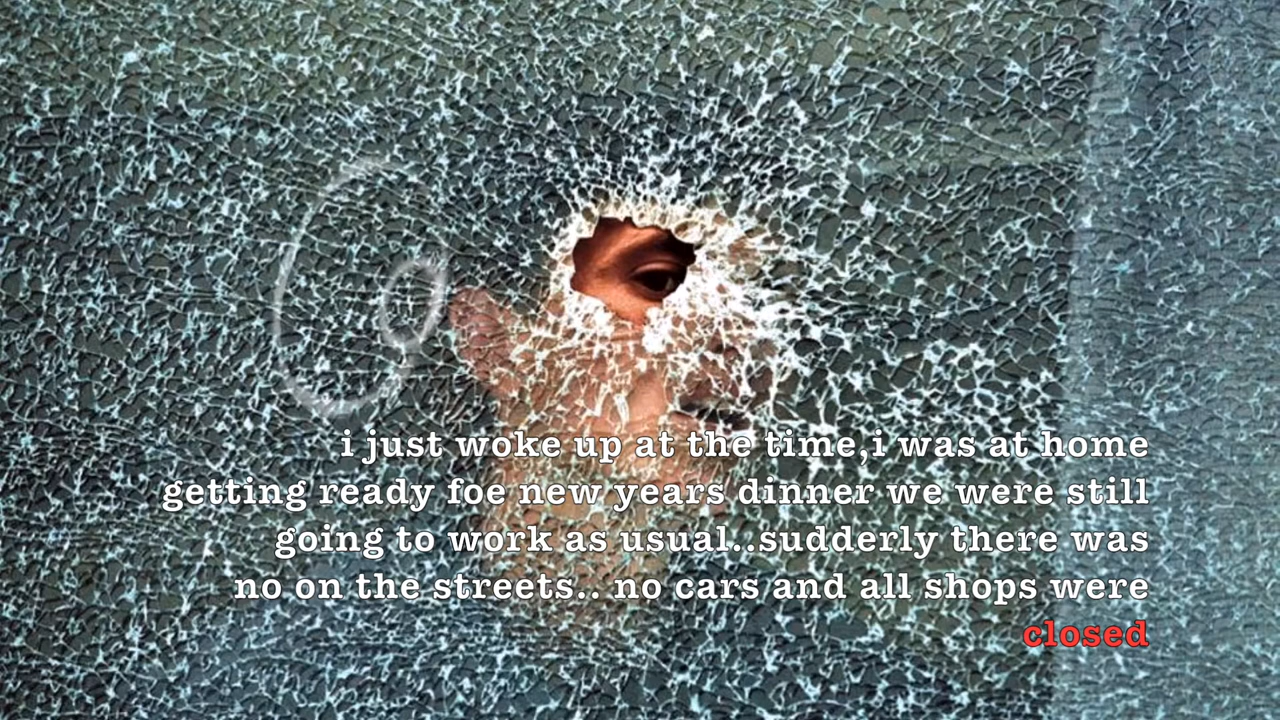 i just woke up at the time,i was at home
getting ready foe new years dinner we were still
going to work as usual..sudderly there was
no on the streets.. no cars and all shops were
closed